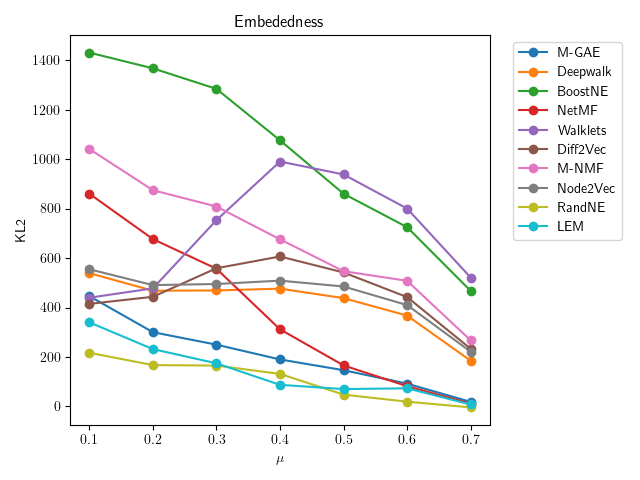 Embededness
KL2
1400
1200
1000
800
600
400
200
0
0.1 0.2 0.3 0.4 0.5 0.6 0.7
μ
M-GAE
Deepwalk
BoostNE
NetMF
Walklets
Diff2Vec
M-NMF
Node2Vec
RandNE
LEM